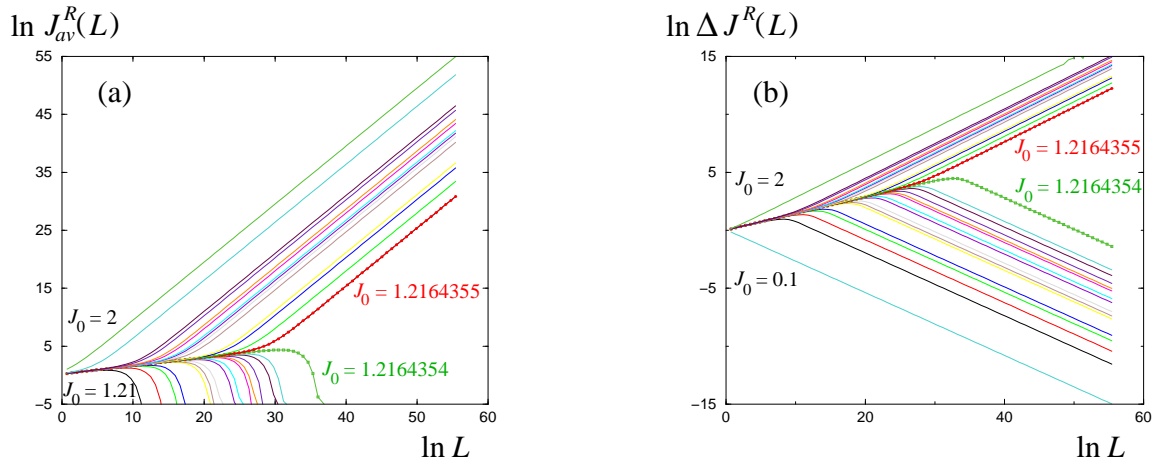 ln J_av^R(L)
(a)
55
45
35
25
15
5
−5
0 10 20 30 40 50 60
J_0 = 2
J_0 = 1.21
J_0 = 1.2164355
J_0 = 1.2164354
ln L
ln Δ J^R(L)
(b)
15
5
−5
−15
0 20 40 60
J_0 = 2
J_0 = 0.1
J_0 = 1.2164355
J_0 = 1.2164354
ln L